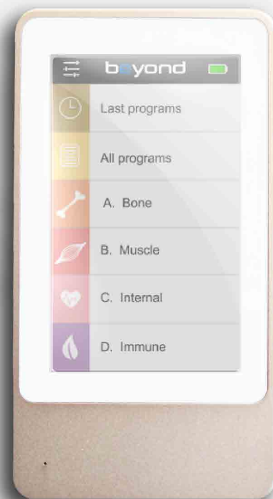 beyond
Last programs
All programs
A. Bone
B. Muscle
C. Internal
D. Immune